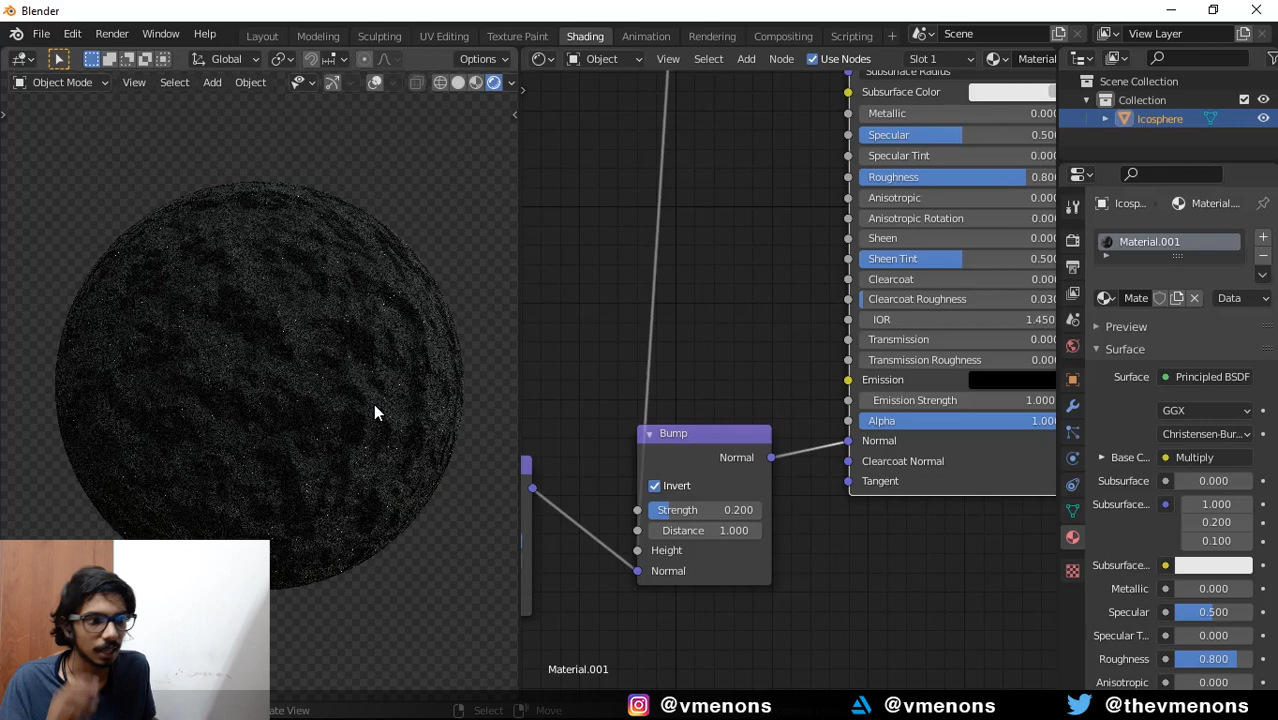 Blender
File Edit Render Window Help Layout Modeling Sculpting UV Editing Texture Paint Shading Animation Rendering Compositing Scripting + Scene View Layer
Global Options Object View Select Add Node Use Nodes Slot 1 Material
Object Mode View Select Add Object
Subsurface Radius
Subsurface Color
Metallic 0.000
Specular 0.500
Specular Tint 0.000
Roughness 0.800
Anisotropic 0.000
Anisotropic Rotation 0.000
Sheen 0.000
Sheen Tint 0.500
Clearcoat 0.000
Clearcoat Roughness 0.030
IOR 1.450
Transmission 0.000
Transmission Roughness 0.000
Emission
Emission Strength 1.000
Alpha 1.000
Normal
Clearcoat Normal
Tangent
Bump
Normal
Invert
Strength 0.200
Distance 1.000
Height
Normal
Material.001
Scene Collection
Collection
Icosphere
Icosp... Material....
Material.001
Mate Data
Preview
Surface
Surface Principled BSDF
GGX
Christensen-Bur...
Base C... Multiply
Subsurface 0.000
Subsurface... 1.000
0.200
0.100
Subsurface...
Metallic 0.000
Specular 0.500
Specular T... 0.000
Roughness 0.800
Anisotropic 0.000
ate View Select Move
@vmenons @vmenons @thevmenons